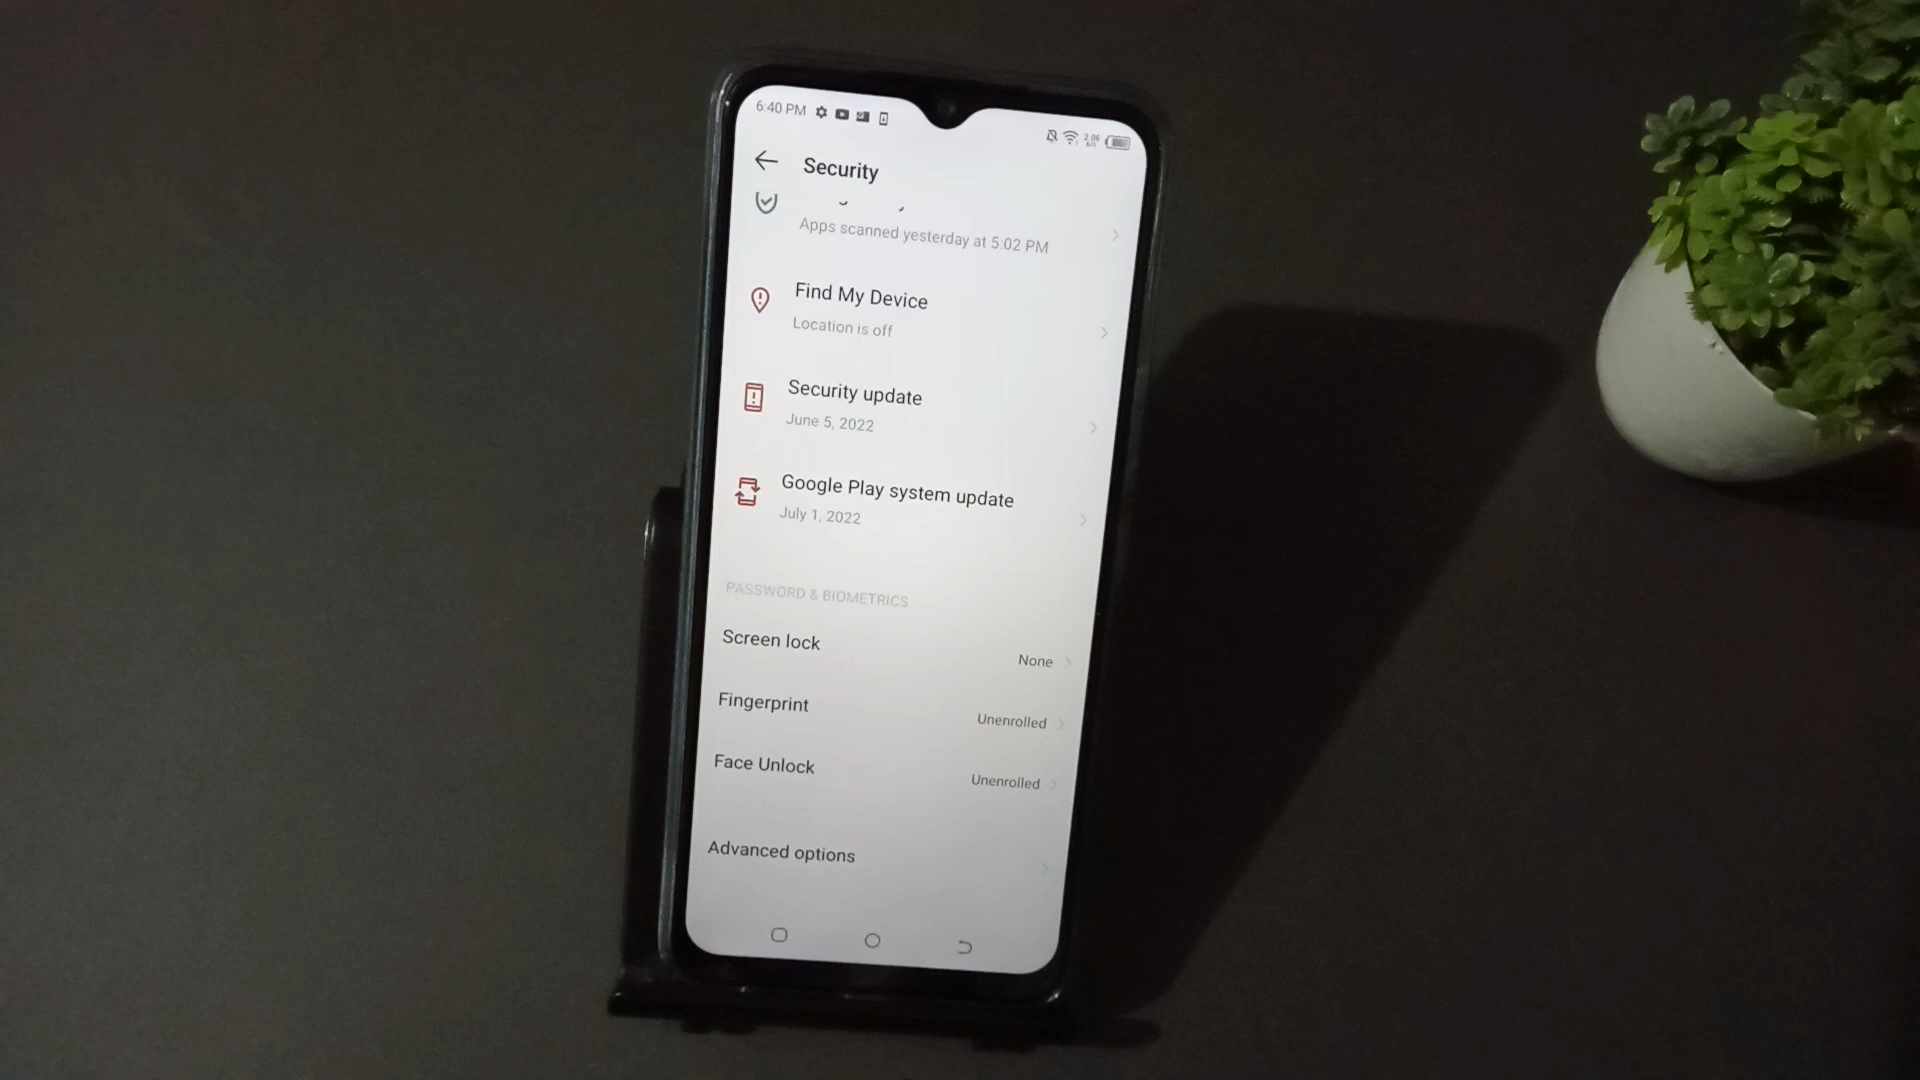 6:40 PM
2.06
Security
Apps scanned yesterday at 5:02 PM
Find My Device
Location is off
Security update
June 5, 2022
Google Play system update
July 1, 2022
PASSWORD & BIOMETRICS
Screen lock
None
Fingerprint
Unenrolled
Face Unlock
Unenrolled
Advanced options